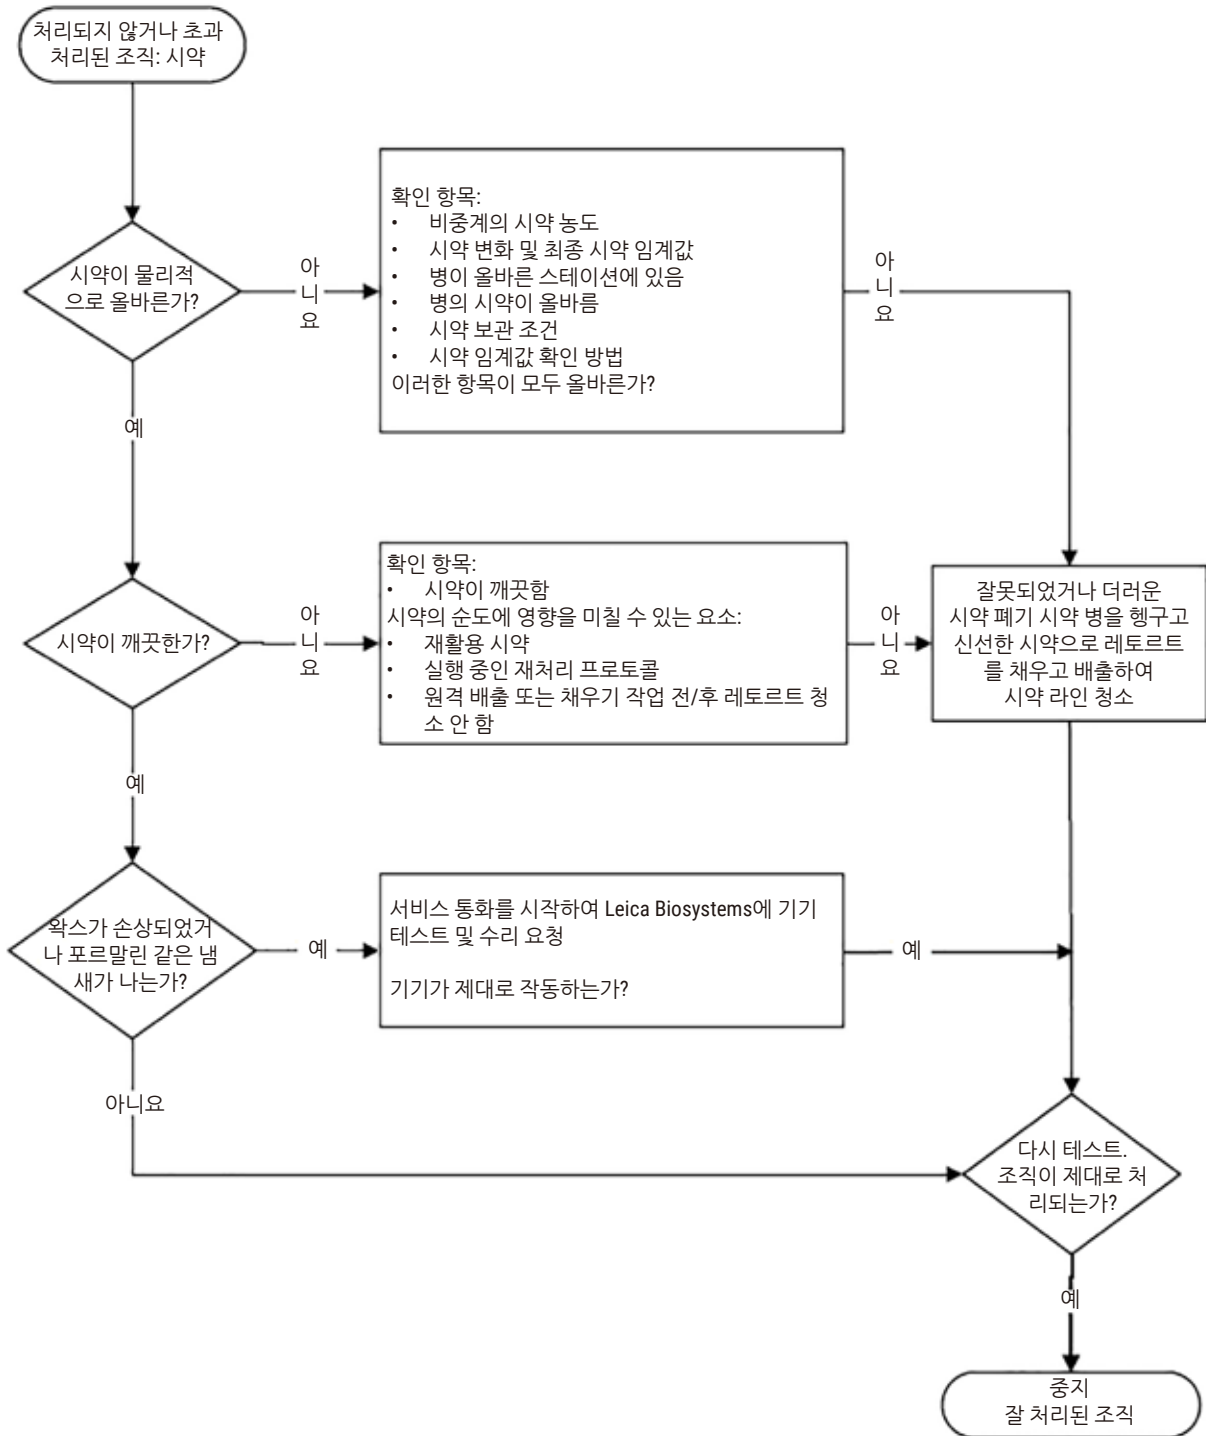 처리되지 않거나 초과
처리된 조직: 시약
시약이 물리적
으로 올바른가?
아
니
요
확인 항목:
• 비중계의 시약 농도
• 시약 변화 및 최종 시약 임계값
• 병이 올바른 스테이션에 있음
• 병의 시약이 올바름
• 시약 보관 조건
• 시약 임계값 확인 방법
이러한 항목이 모두 올바른가?
아
니
요
예
시약이 깨끗한가?
아
니
요
확인 항목:
• 시약이 깨끗함
시약의 순도에 영향을 미칠 수 있는 요소:
• 재활용 시약
• 실행 중인 재처리 프로토콜
• 원격 배출 또는 채우기 작업 전/후 레토르트 청
소 안 함
아
니
요
잘못되었거나 더러운
시약 폐기 시약 병을 헹구고
신선한 시약으로 레토르트
를 채우고 배출하여
시약 라인 청소
예
왁스가 손상되었거
나 포르말린 같은 냄
새가 나는가?
예
서비스 통화를 시작하여 Leica Biosystems에 기기
테스트 및 수리 요청
기기가 제대로 작동하는가?
예
아니요
다시 테스트.
조직이 제대로 처
리되는가?
예
중지
잘 처리된 조직